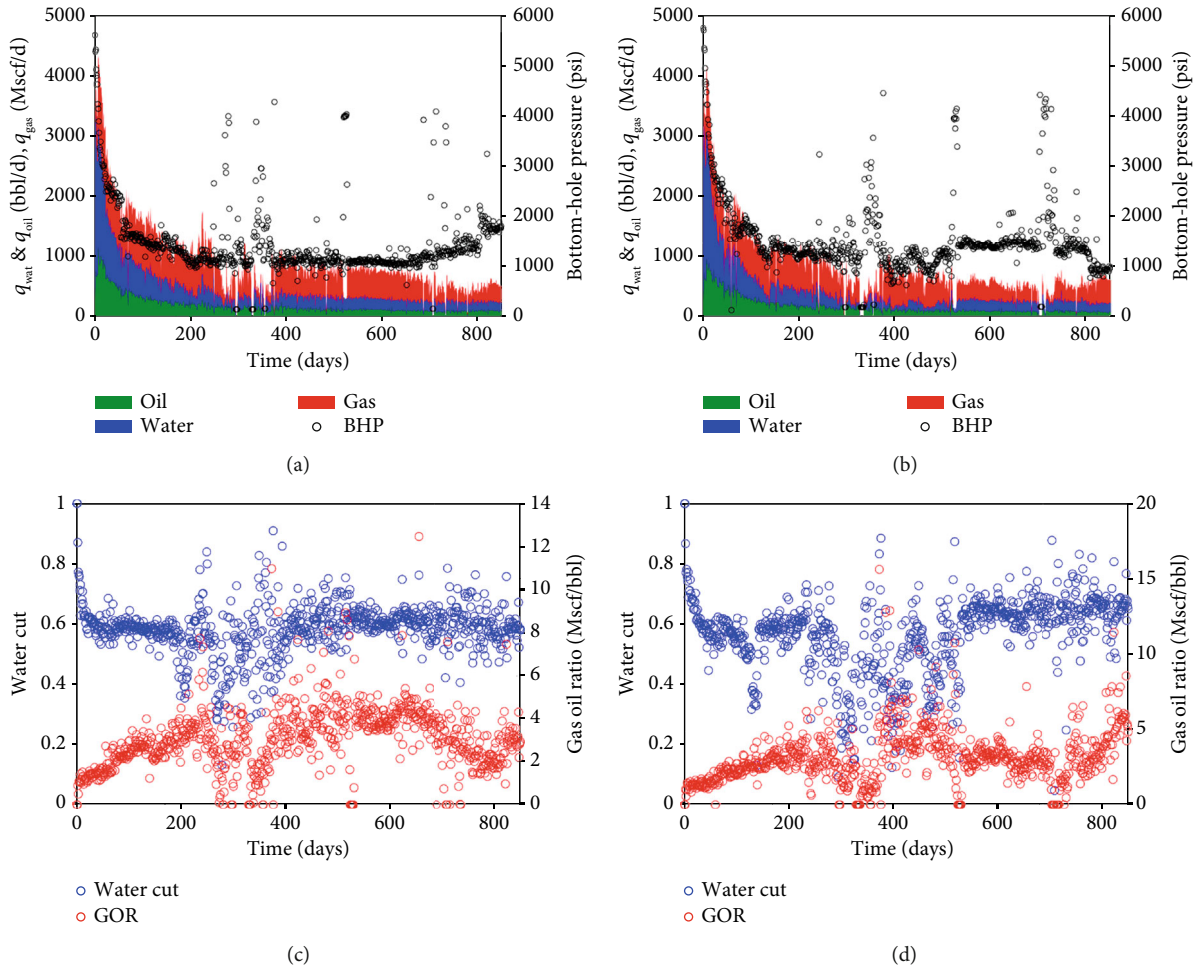 5000
4000
3000
2000
1000
0
q_wat & q_oil (bbl/d), q_gas (Mscf/d)
6000
5000
4000
3000
2000
1000
0
Bottom-hole pressure (psi)
0 200 400 600 800
Time (days)
Oil Gas
Water BHP
(a)
5000
4000
3000
2000
1000
0
q_wat & q_oil (bbl/d), q_gas (Mscf/d)
6000
5000
4000
3000
2000
1000
0
Bottom-hole pressure (psi)
0 200 400 600 800
Time (days)
Oil Gas
Water BHP
(b)
1
0.8
0.6
0.4
0.2
0
Water cut
14
12
10
8
6
4
2
0
Gas oil ratio (Mscf/bbl)
0 200 400 600 800
Time (days)
Water cut
GOR
(c)
1
0.8
0.6
0.4
0.2
0
Water cut
20
15
10
5
0
Gas oil ratio (Mscf/bbl)
0 200 400 600 800
Time (days)
Water cut
GOR
(d)